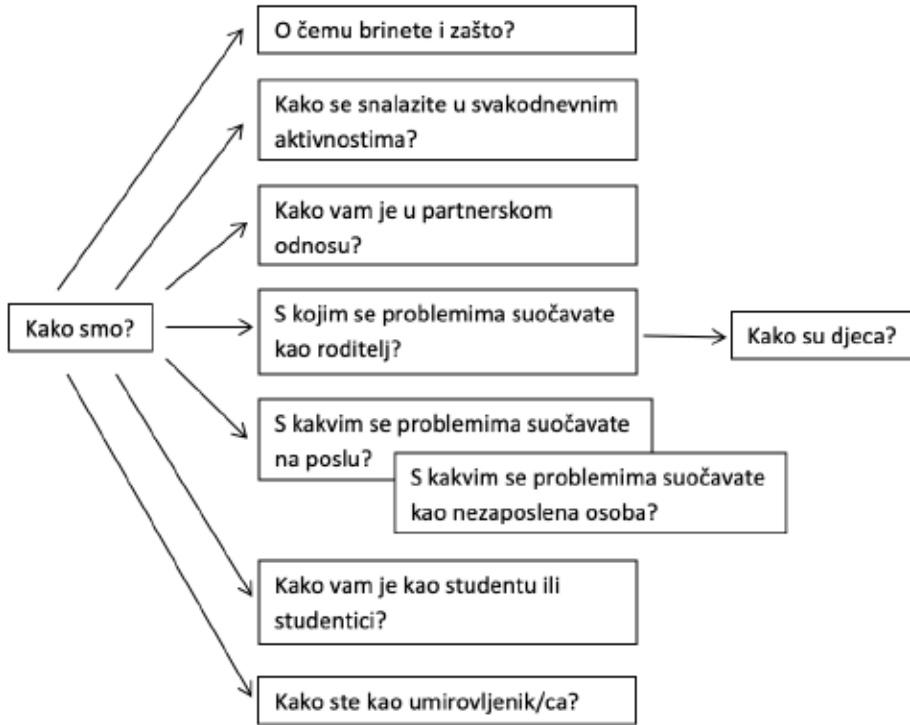 O čemu brinete i zašto?
Kako se snalazite u svakodnevnim
aktivnostima?
Kako vam je u partnerskom
odnosu?
Kako smo?
S kojim se problemima suočavate
kao roditelj?
Kako su djeca?
S kakvim se problemima suočavate
na poslu?
S kakvim se problemima suočavate
kao nezaposlena osoba?
Kako vam je kao studentu ili
studentici?
Kako ste kao umirovljenik/ca?